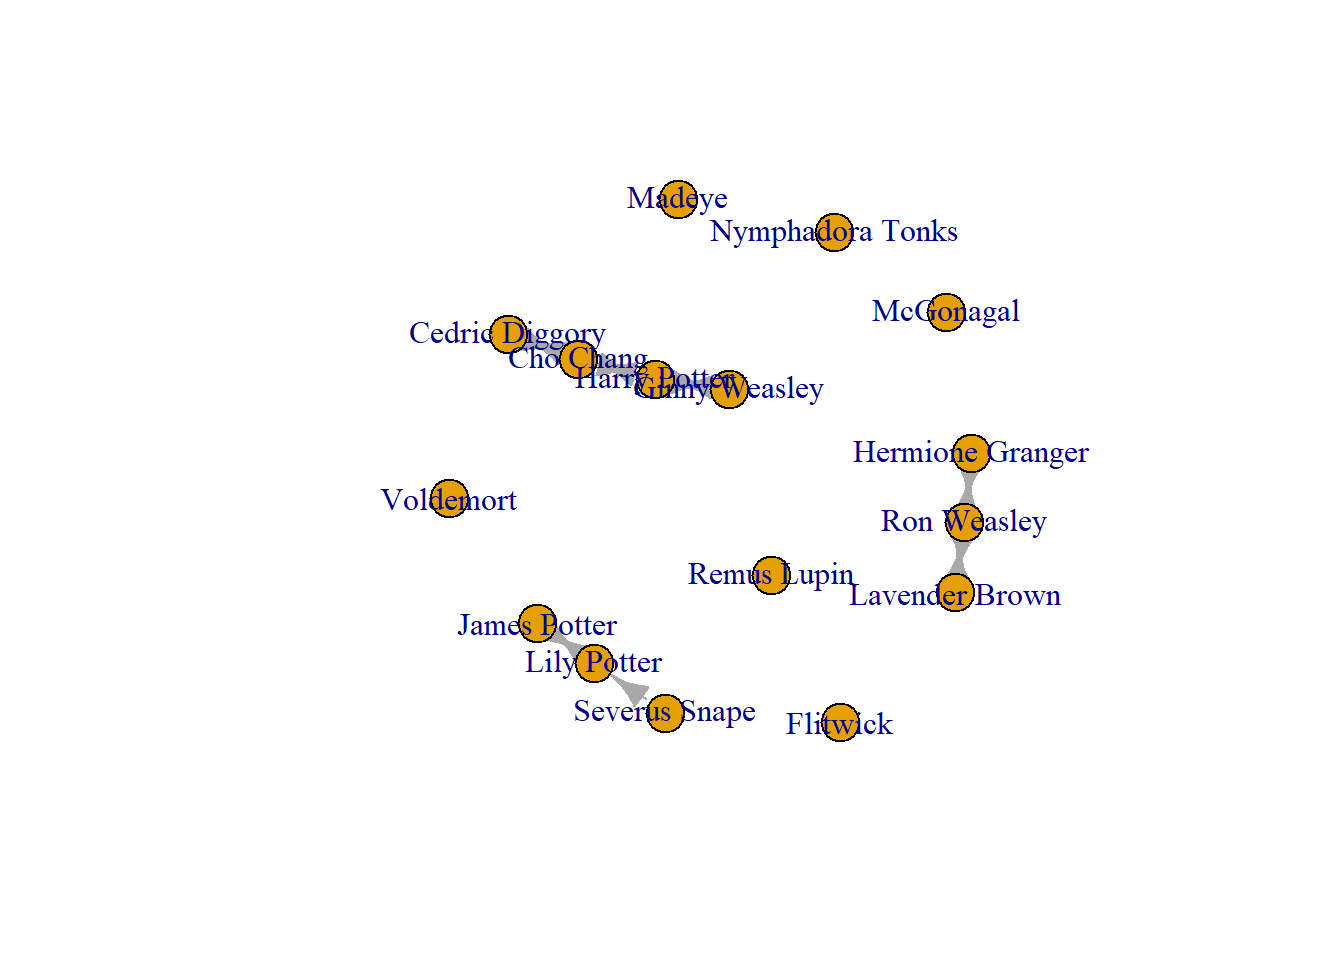 Madeye
Nymphadora Tonks
McGonagal
Cedric Diggory
Cho Chang
Harry Potter
Ginny Weasley
Hermione Granger
Voldemort
Ron Weasley
Remus Lupin
Lavender Brown
James Potter
Lily Potter
Severus Snape
Flitwick